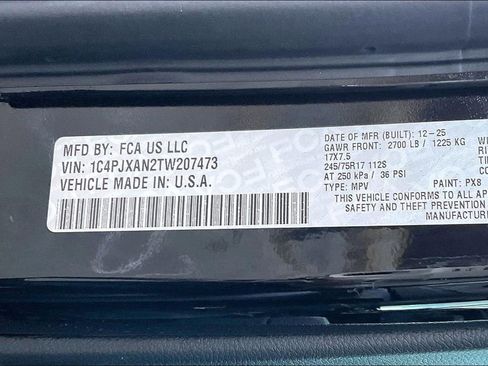 MFD BY: FCA US LLC
VIN: 1C4PJXAN2TW207473
VEHICLE MADE IN: U.S.A.
DATE OF MFR (BUILT): 12-25
GAWR FRONT: 2700 LB / 1225 KG
17X7.5
245/75R17 112S
AT 250 kPa / 36 PSI
TYPE: MPV PAINT: PX8
THIS VEHICLE CONFORMS TO ALL AP
SAFETY AND THEFT PREVENTION
ABOVE.